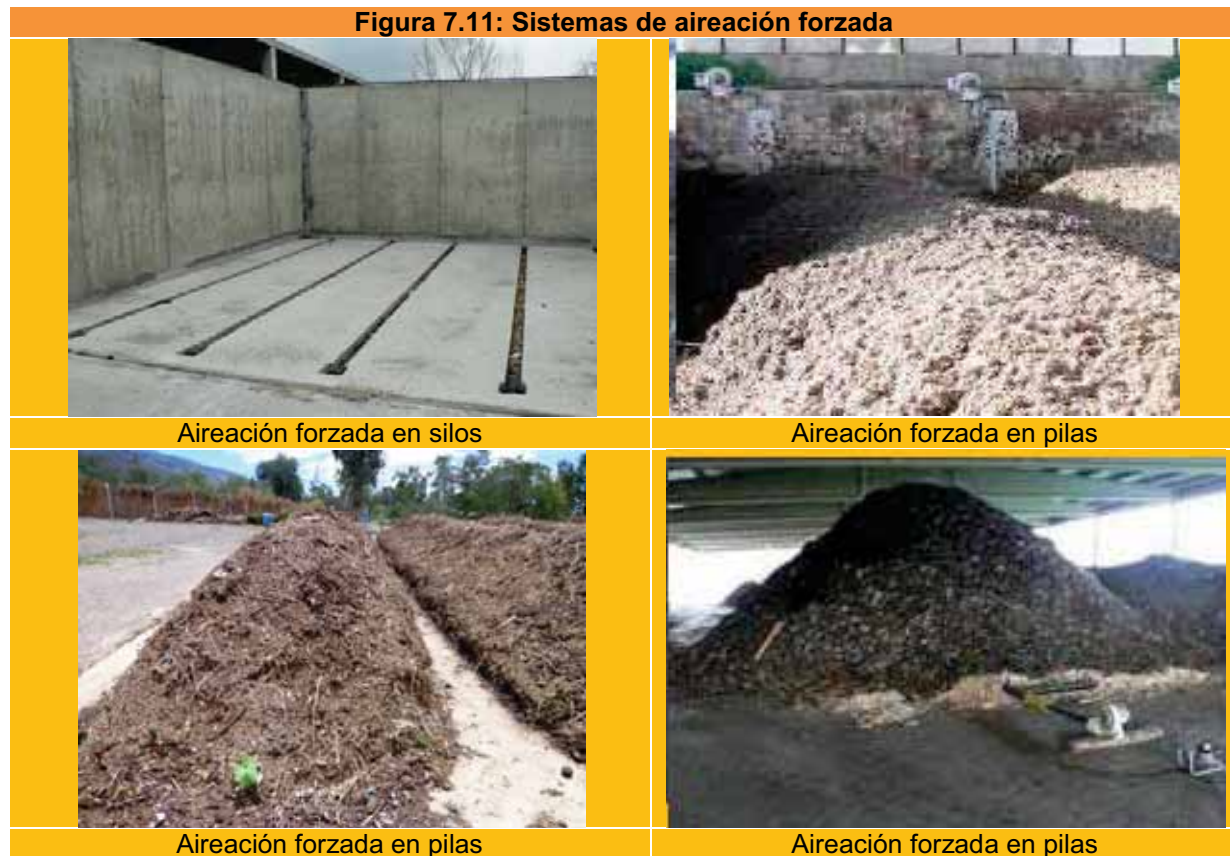 Figura 7.11: Sistemas de aireación forzada
Aireación forzada en silos
Aireación forzada en pilas
Aireación forzada en pilas
Aireación forzada en pilas